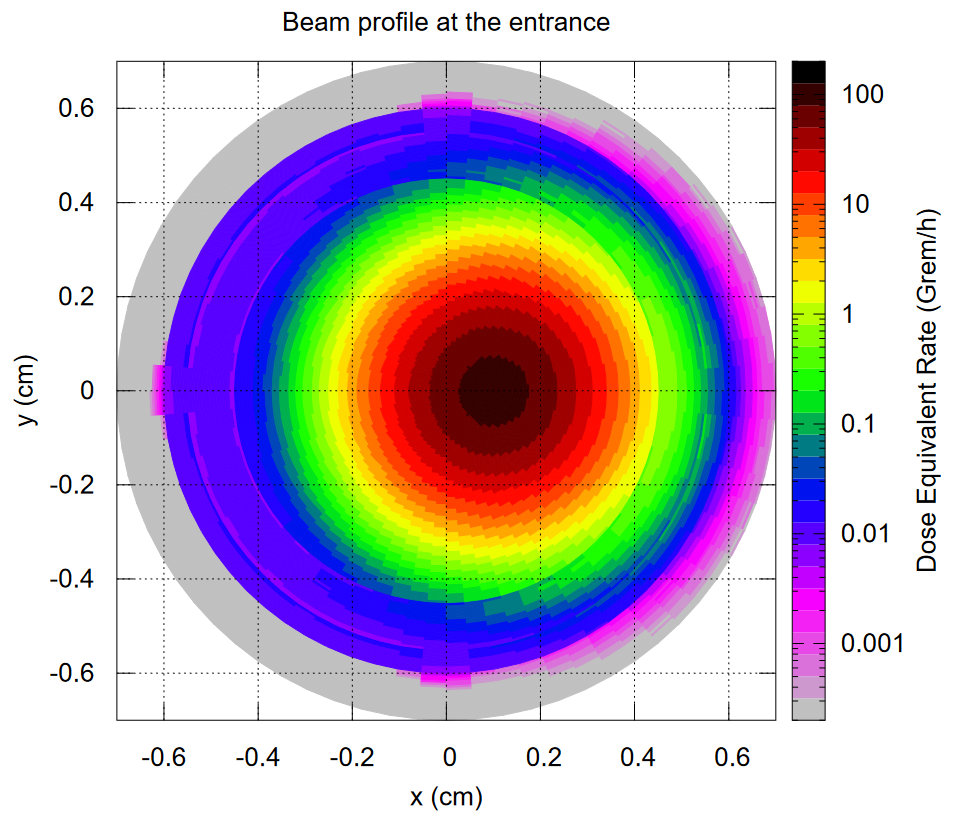 Beam profile at the entrance
0.6
0.4
0.2
0
-0.2
-0.4
-0.6
y (cm)
-0.6 -0.4 -0.2 0 0.2 0.4 0.6
x (cm)
100
10
1
0.1
0.01
0.001
Dose Equivalent Rate (Grem/h)